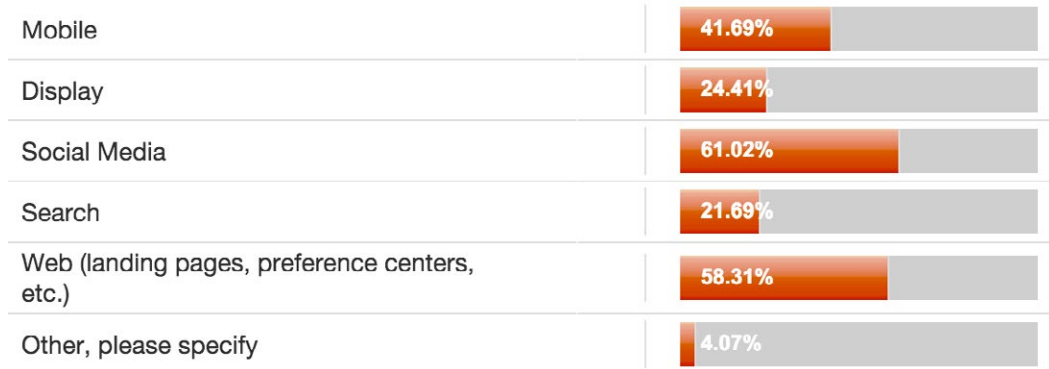 Mobile 41.69%
Display 24.41%
Social Media 61.02%
Search 21.69%
Web (landing pages, preference centers,
etc.) 58.31%
Other, please specify 4.07%